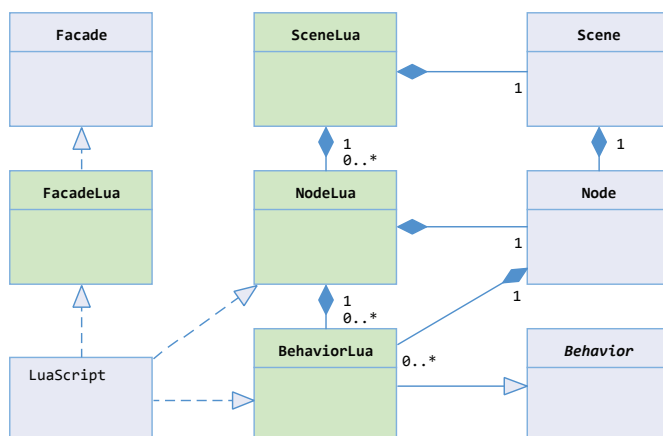 Facade
SceneLua
Scene
1
1
0..*
1
FacadeLua
NodeLua
Node
1
1
1
0..*
BehaviorLua
Behavior
0..*
LuaScript